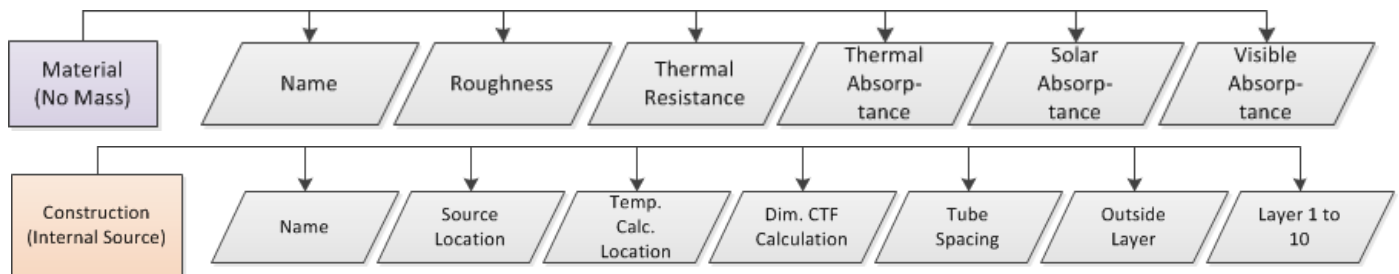 Material
(No Mass)
Name
Roughness
Thermal
Resistance
Thermal
Absorp-
tance
Solar
Absorp-
tance
Visible
Absorp-
tance
Construction
(Internal Source)
Name
Source
Location
Temp.
Calc.
Location
Dim. CTF
Calculation
Tube
Spacing
Outside
Layer
Layer 1 to
10